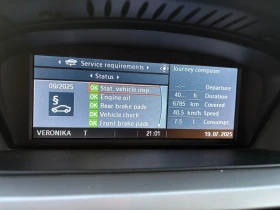 Service requirements
Status
09/2025
§
OK Stat. vehicle insp.
OK Engine oil
OK Rear brake pads
OK Vehicle check
OK Front brake pads
Journey computer
--:-- Departure
40... h Duration
6785 km Covered
40.5 km/h Speed
7.5 l Consumpt.
VERONIKA T 21:01 19.07.2025